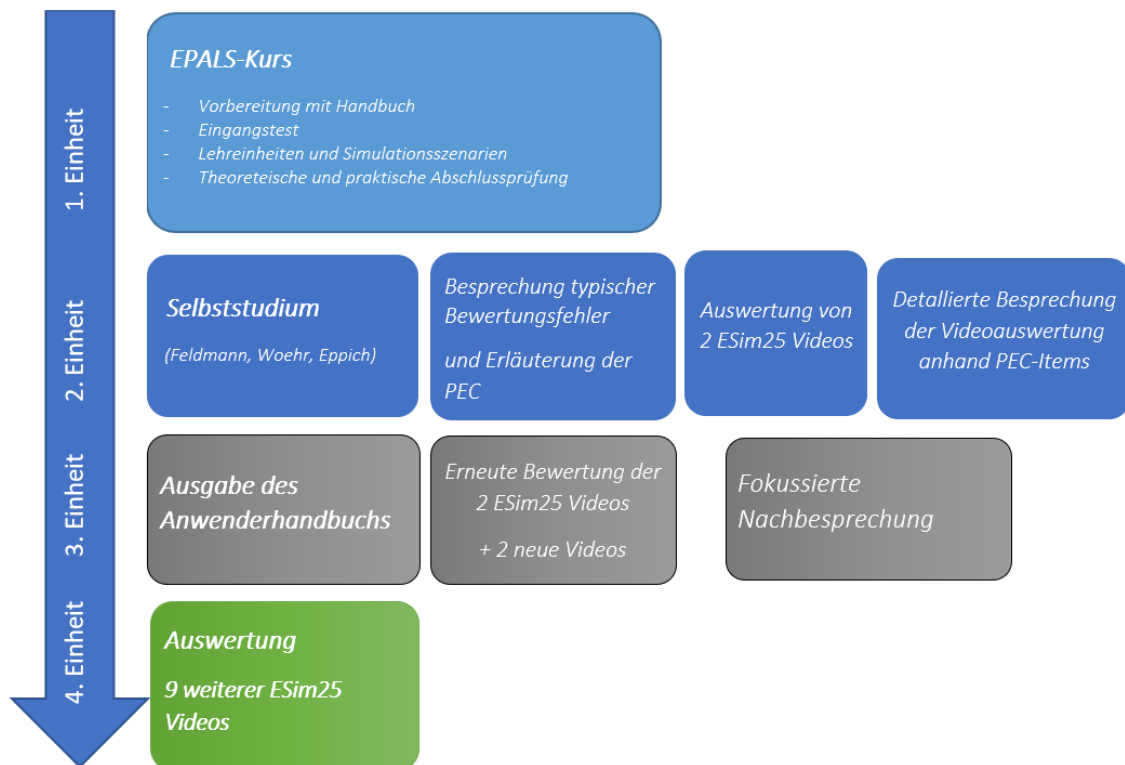 1. Einheit
EPALS-Kurs
- Vorbereitung mit Handbuch
- Eingangstest
- Lehreinheiten und Simulationsszenarien
- Theoreteische und praktische Abschlussprüfung
2. Einheit
Selbststudium
(Feldmann, Woehr, Eppich)
Besprechung typischer
Bewertungsfehler
und Erläuterung der
PEC
Auswertung von
2 ESim25 Videos
Detallierte Besprechung
der Videoauswertung
anhand PEC-Items
3. Einheit
Ausgabe des
Anwenderhandbuchs
Erneute Bewertung der
2 ESim25 Videos
+ 2 neue Videos
Fokussierte
Nachbesprechung
4. Einheit
Auswertung
9 weiterer ESim25
Videos